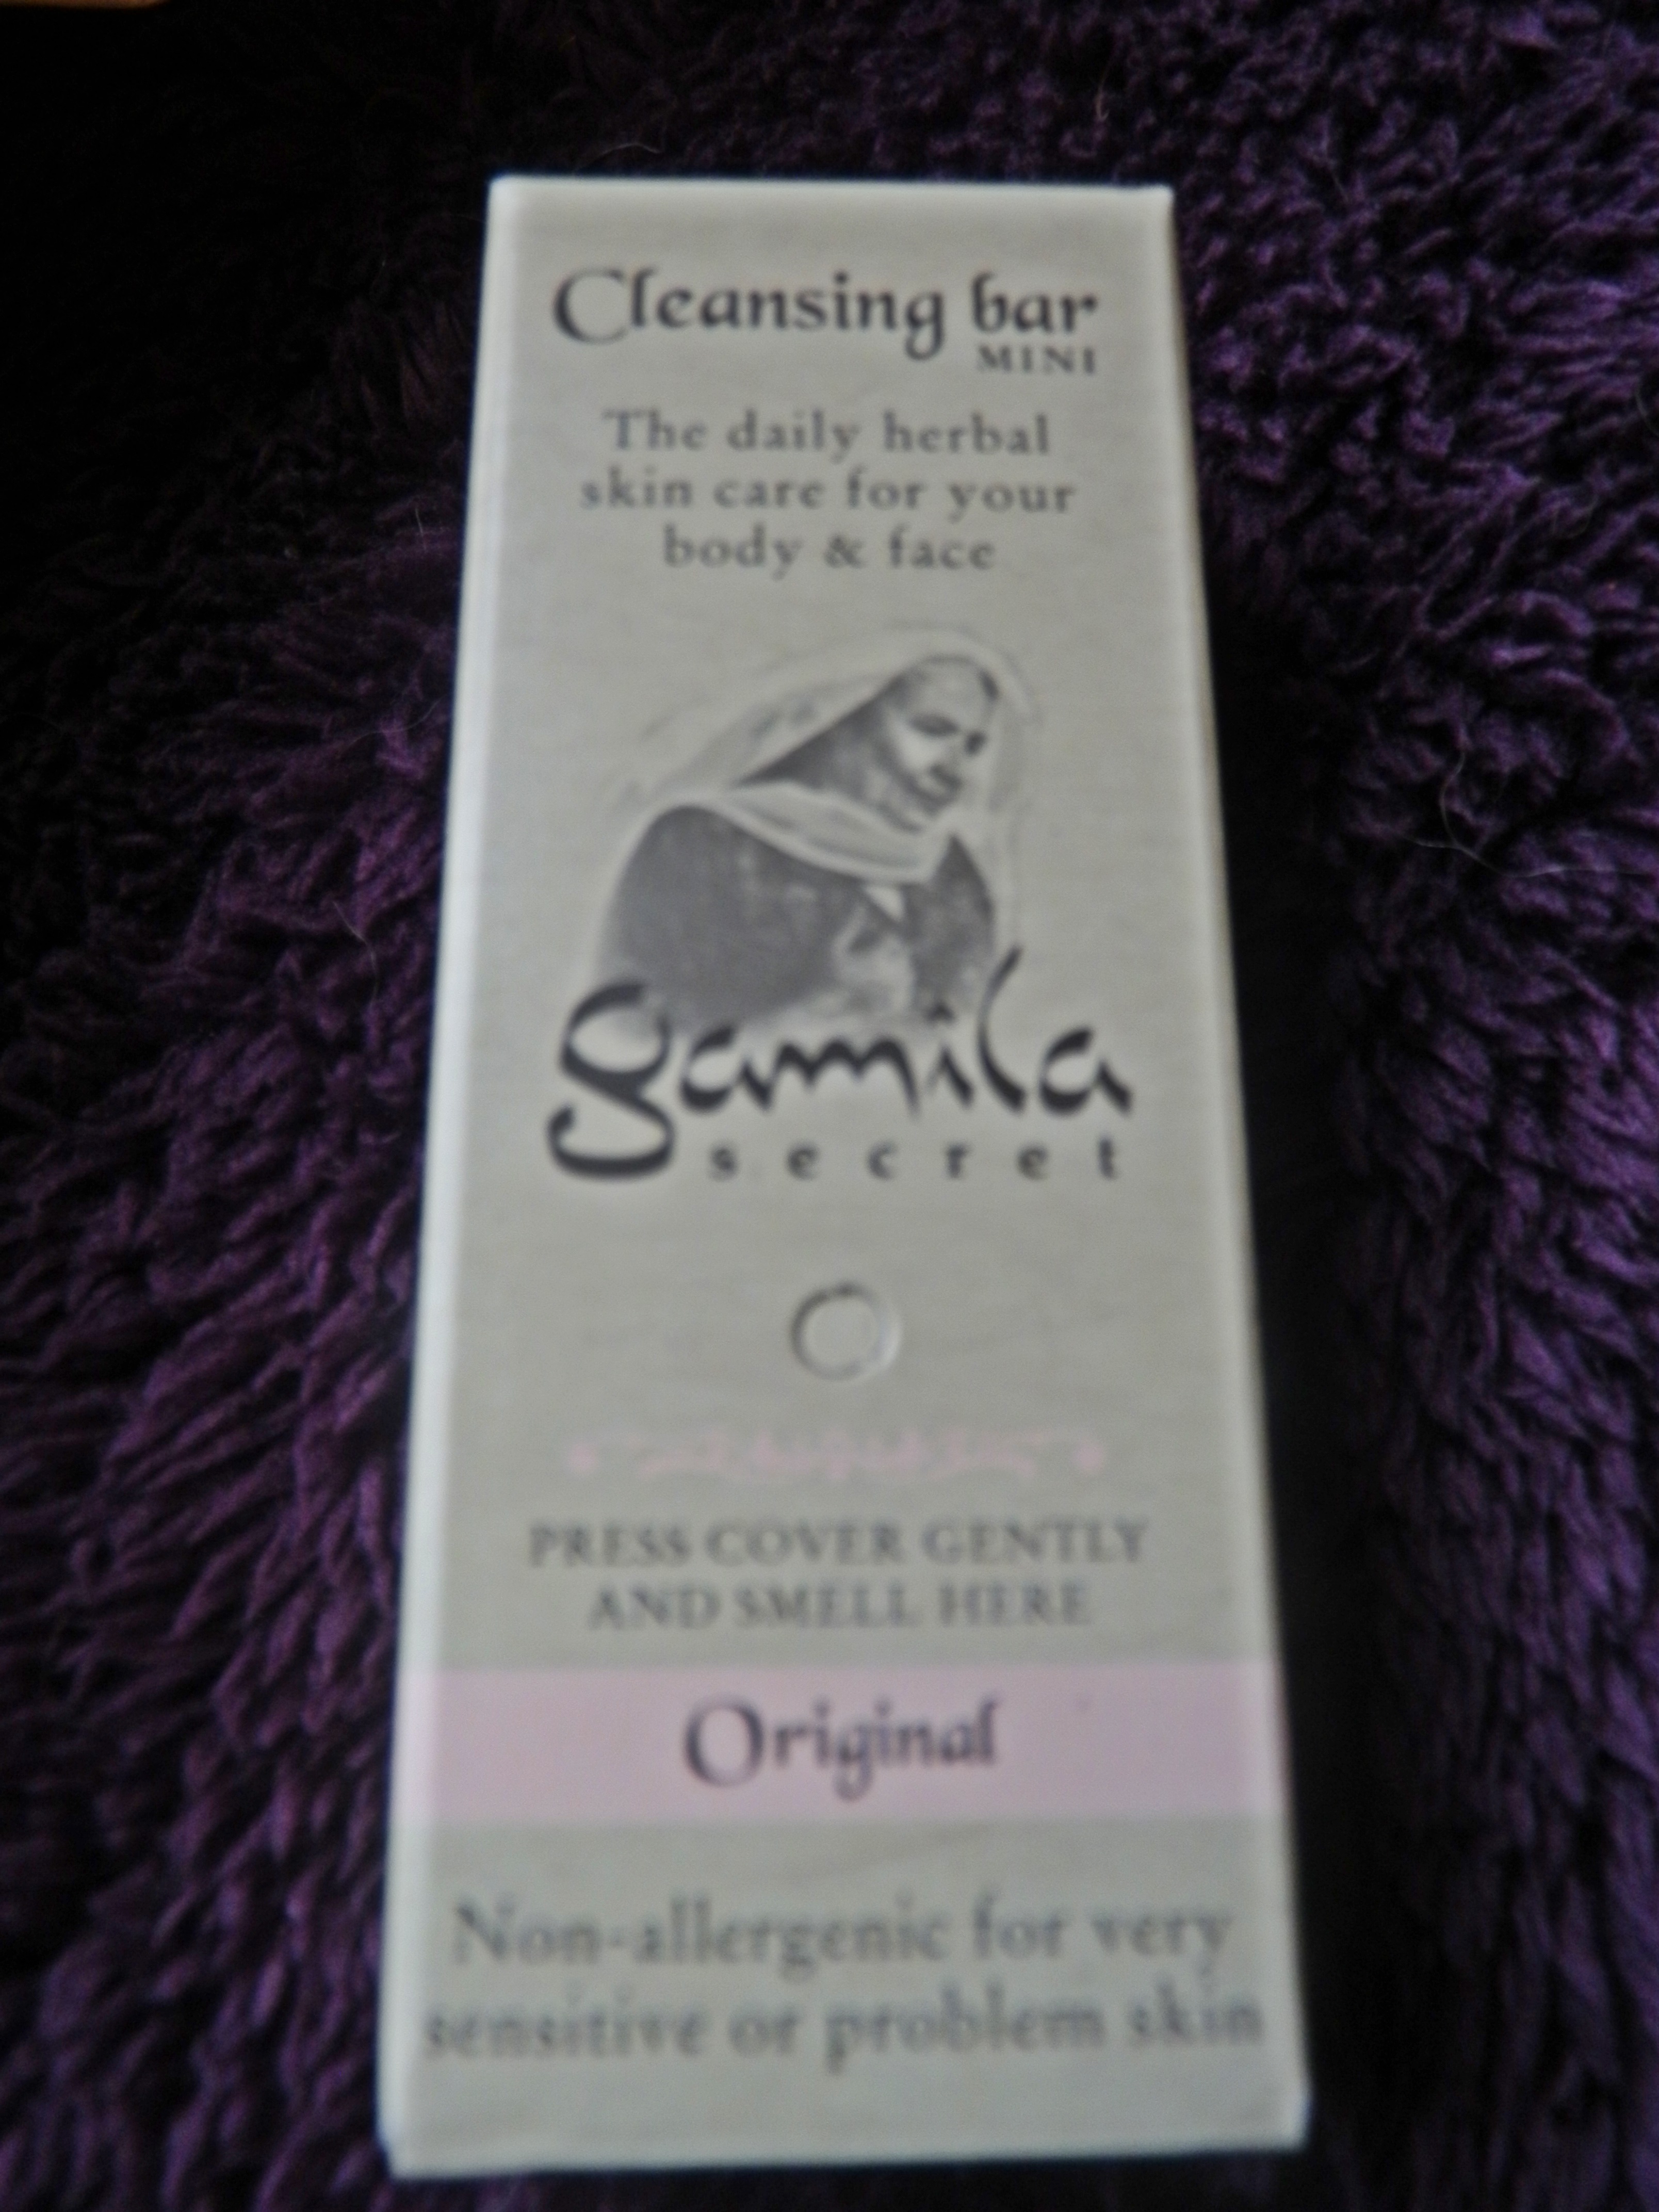 Cleansing bar
MINI
The daily herbal
skin care for your
body & face
gamila
secret
PRESS COVER GENTLY
AND SMELL HERE
Original
Non-allergenic for very
sensitive or problem skin